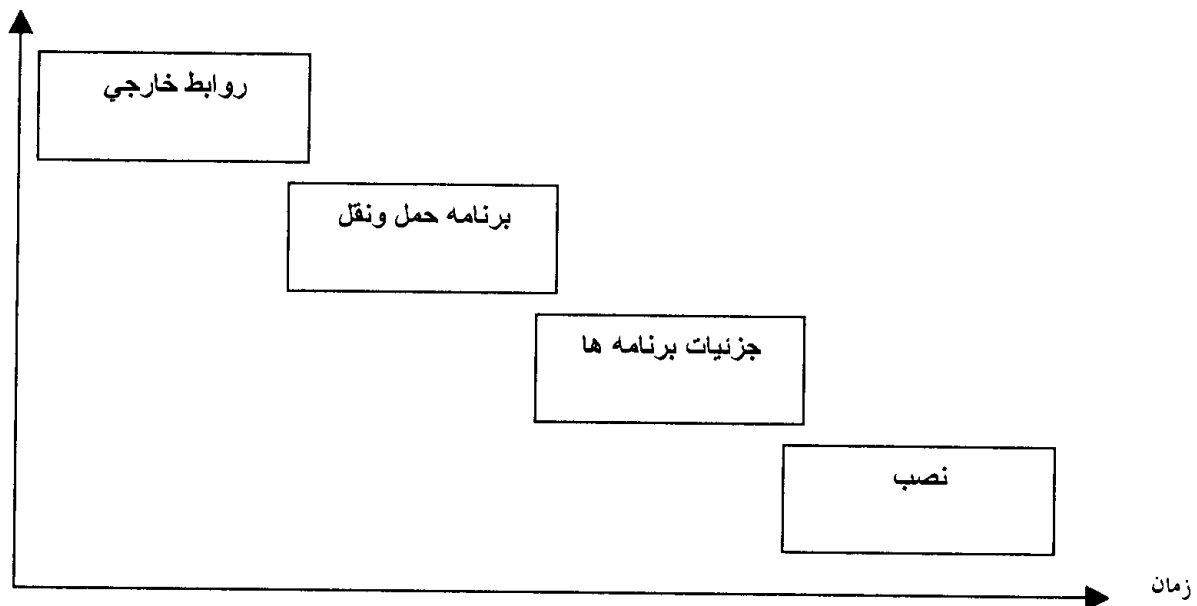 روابط خارجي
برنامه حمل ونقل
جزئيات برنامه ها
نصب
زمان